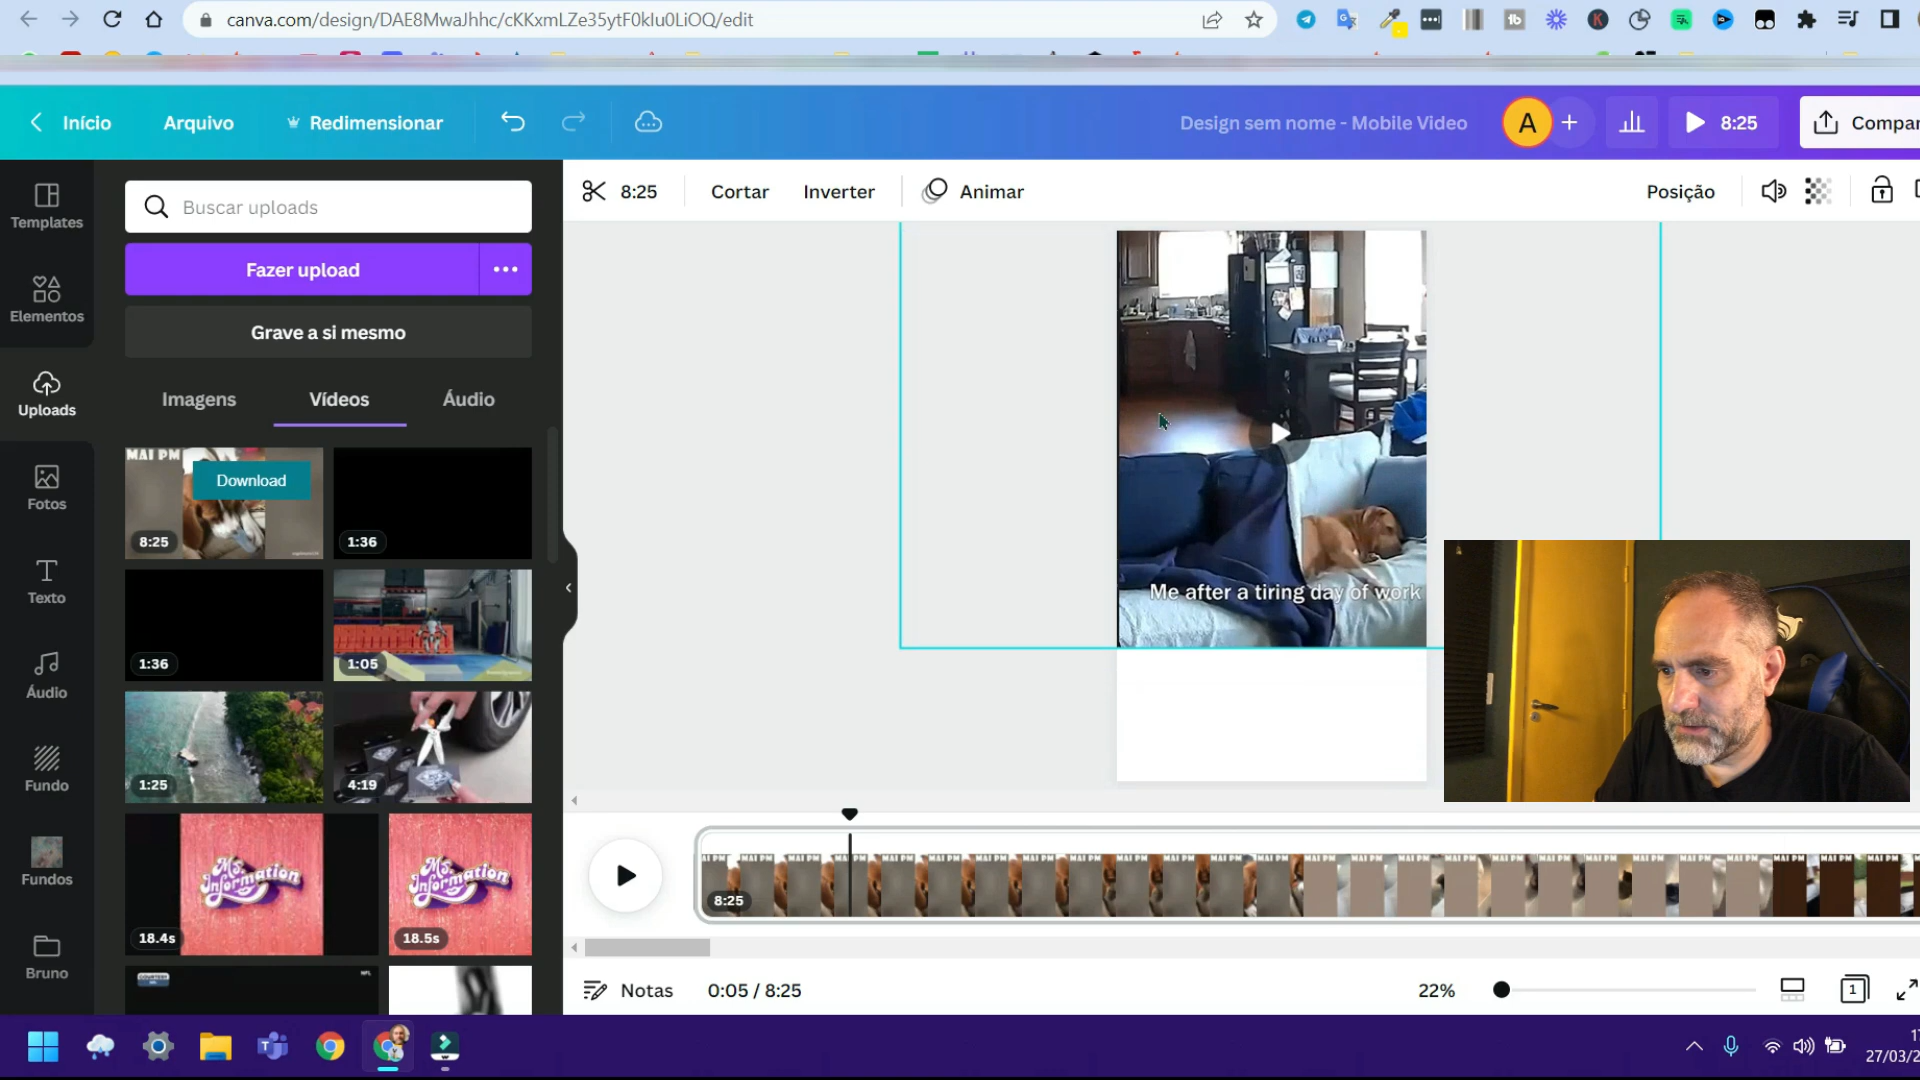 canva.com/design/DAE8MwaJhhc/cKKxmLZe35ytF0kIu0LiOQ/edit
Início
Arquivo
Redimensionar
Design sem nome - Mobile Video
A
8:25
Compar
Templates
Elementos
Uploads
Fotos
Texto
Áudio
Fundo
Fundos
Bruno
Buscar uploads
Fazer upload
Grave a si mesmo
Imagens
Vídeos
Áudio
MAI PM
Download
8:25
1:36
1:36
1:05
1:25
4:19
Ms. Information
18.4s
Ms. Information
18.5s
8:25
Cortar
Inverter
Animar
Posição
Me after a tiring day of work
8:25
Notas
0:05 / 8:25
22%
1
27/03/2